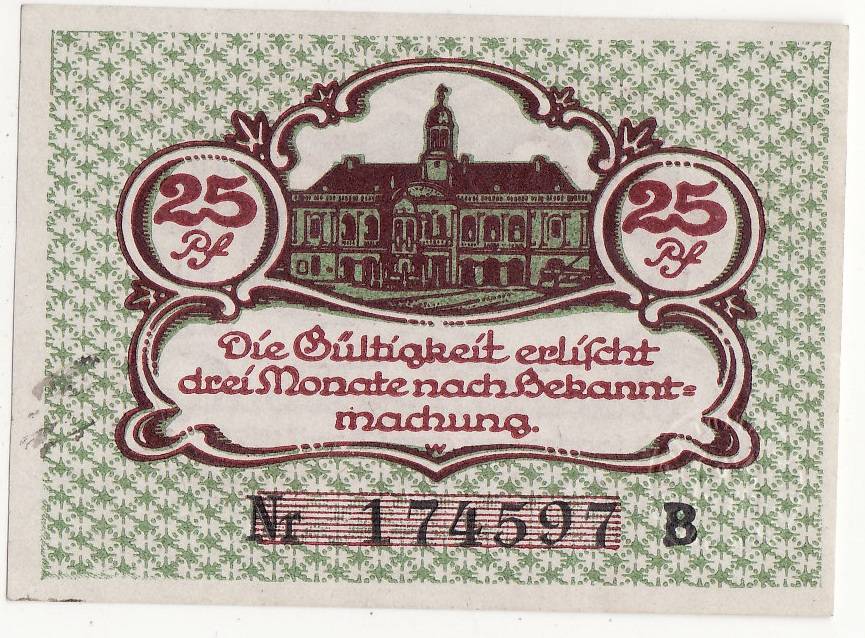 25 Pf
25 Pf
Die Gültigkeit erlischt
drei Monate nach Bekannt=
machung.
Nr 174597 B